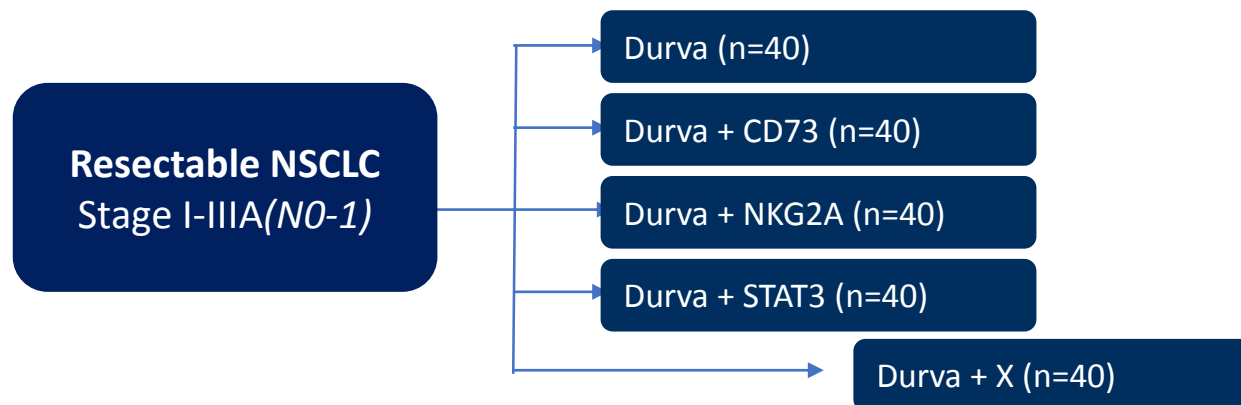 Resectable NSCLC
Stage I-IIIA(N0-1)
Durva (n=40)
Durva + CD73 (n=40)
Durva + NKG2A (n=40)
Durva + STAT3 (n=40)
Durva + X (n=40)